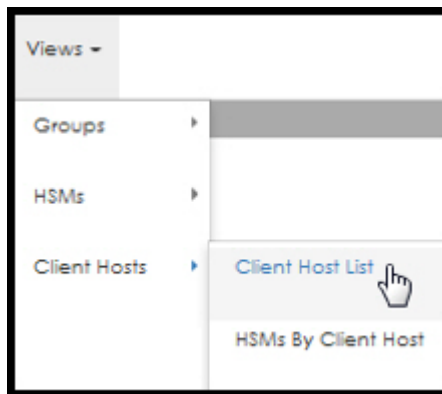 Views
Groups
HSMs
Client Hosts
Client Host List
HSMs By Client Host